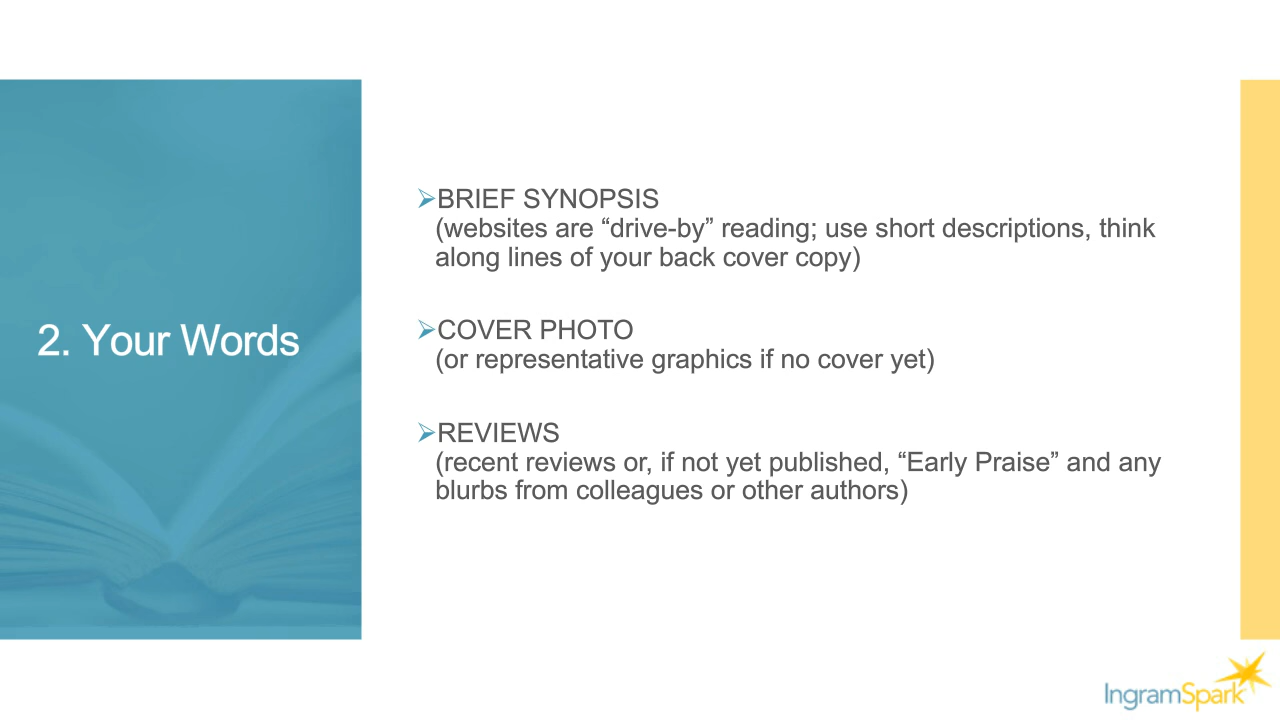 2. Your Words
➢BRIEF SYNOPSIS
(websites are “drive-by” reading; use short descriptions, think
along lines of your back cover copy)
➢COVER PHOTO
(or representative graphics if no cover yet)
➢REVIEWS
(recent reviews or, if not yet published, “Early Praise” and any
blurbs from colleagues or other authors)
IngramSpark